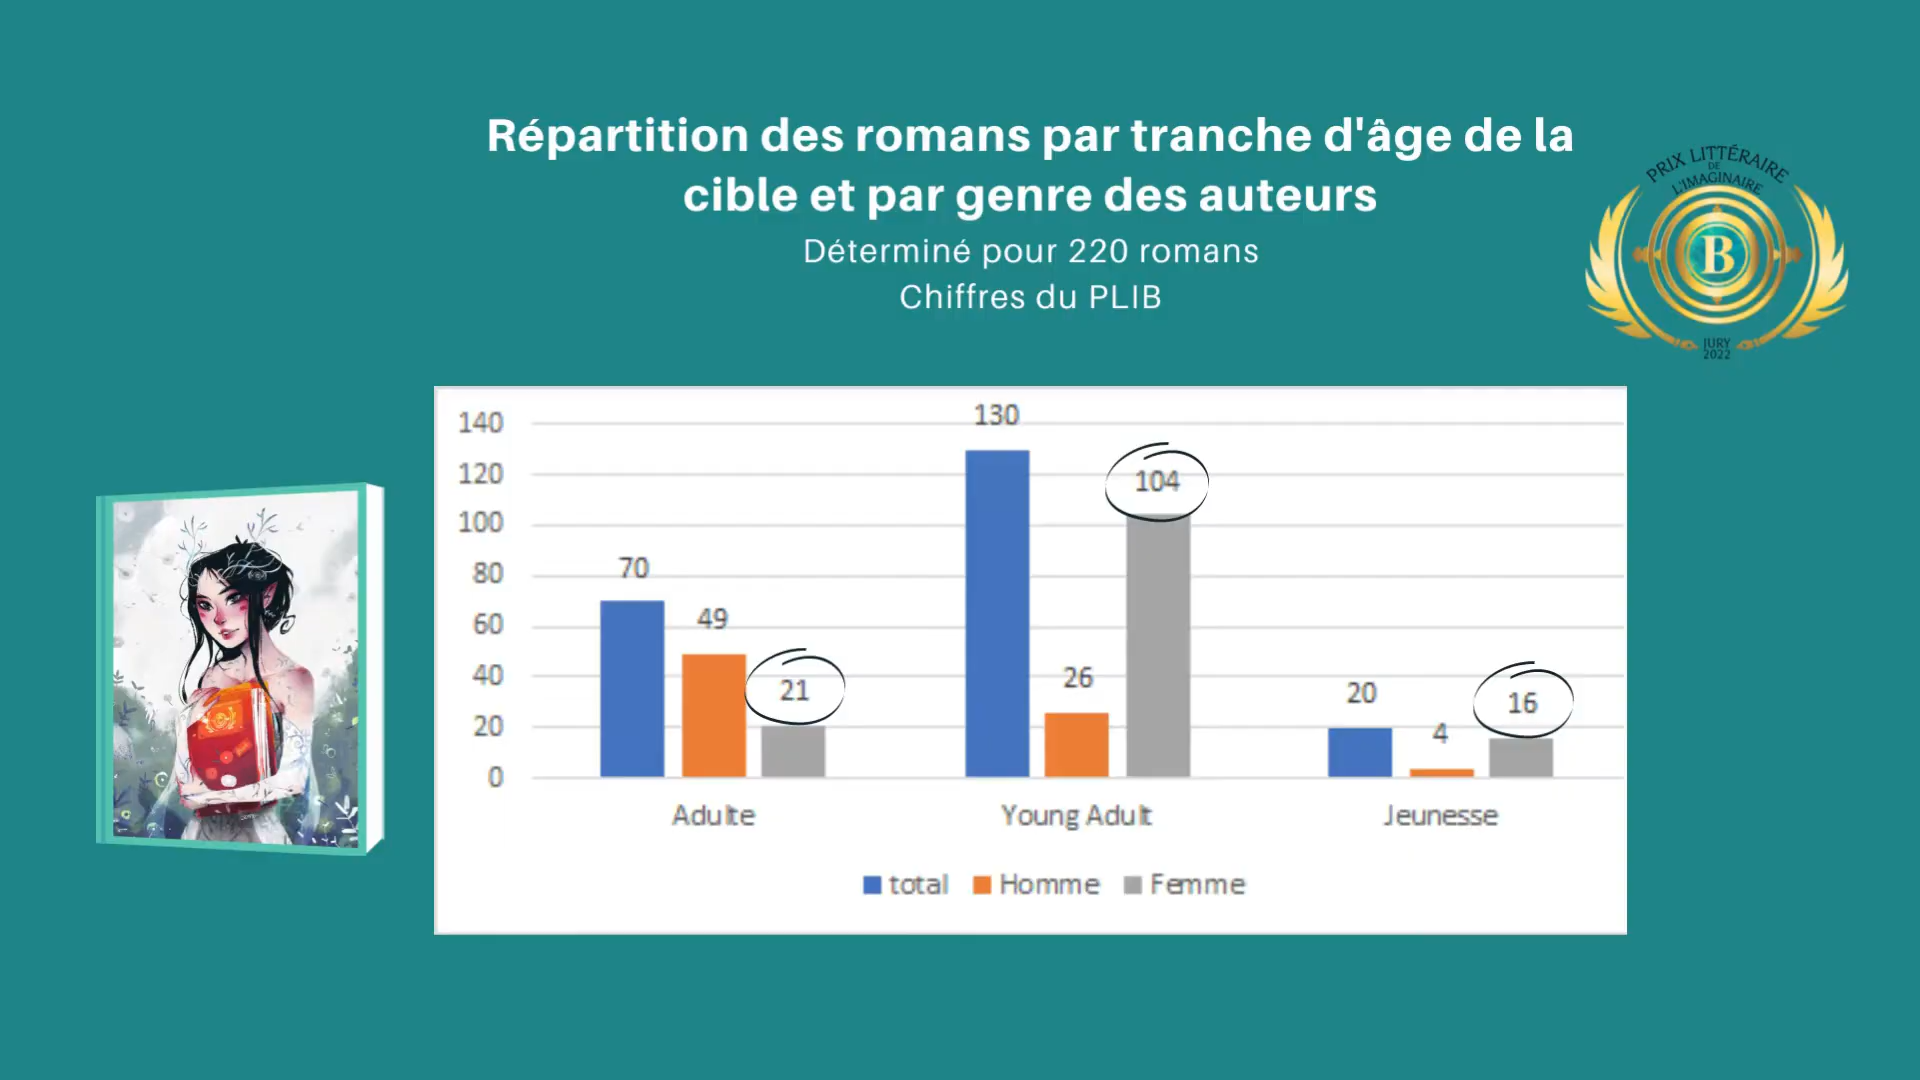 Répartition des romans par tranche d'âge de la
cible et par genre des auteurs
Déterminé pour 220 romans
Chiffres du PLIB
PRIX LITTÉRAIRE
DE
L'IMAGINAIRE
B
JURY
2022
140
120
100
80
60
40
20
0
70
49
21
130
26
104
20
4
16
Adulte
Young Adult
Jeunesse
total
Homme
Femme